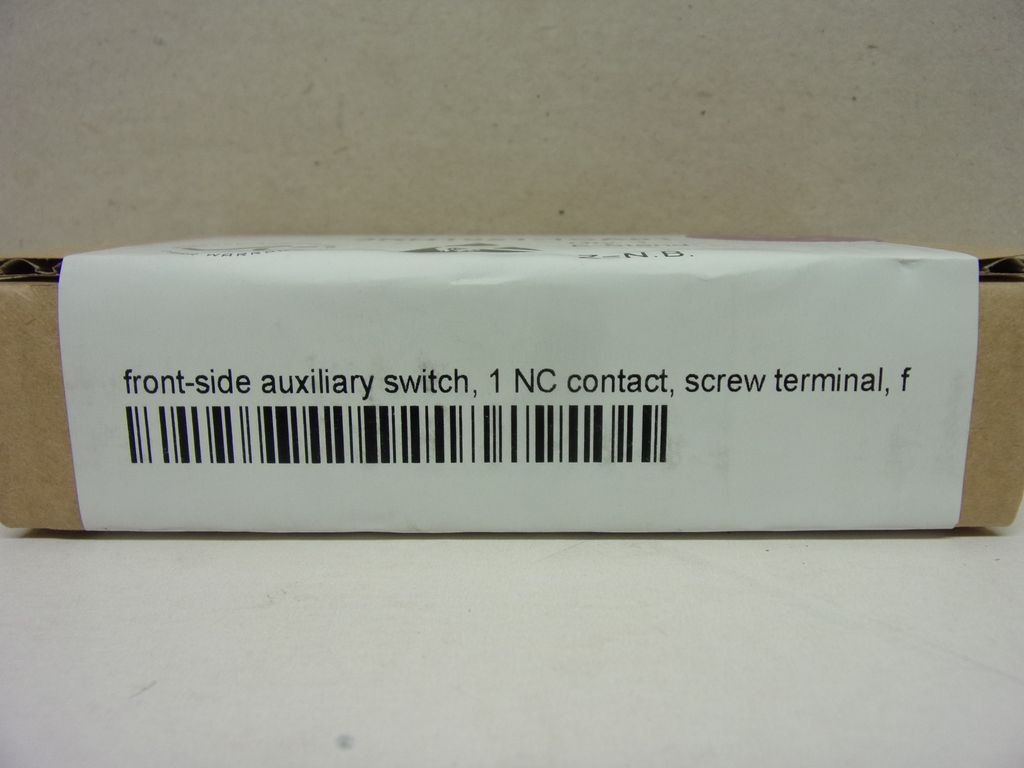 Z-N.B.
front-side auxiliary switch, 1 NC contact, screw terminal, f